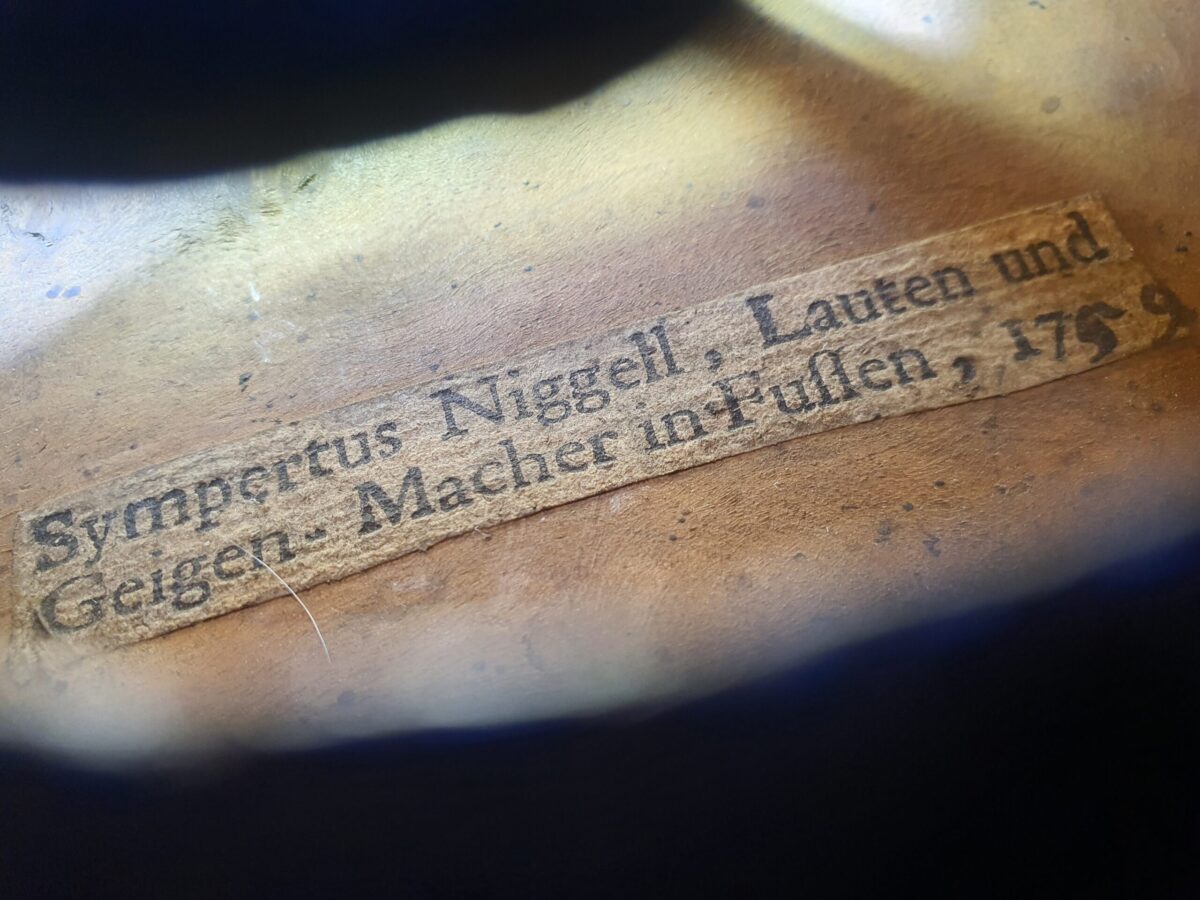 Sympertus Niggell, Lauten und
Geigen-Macher in Fuſſen, 1759